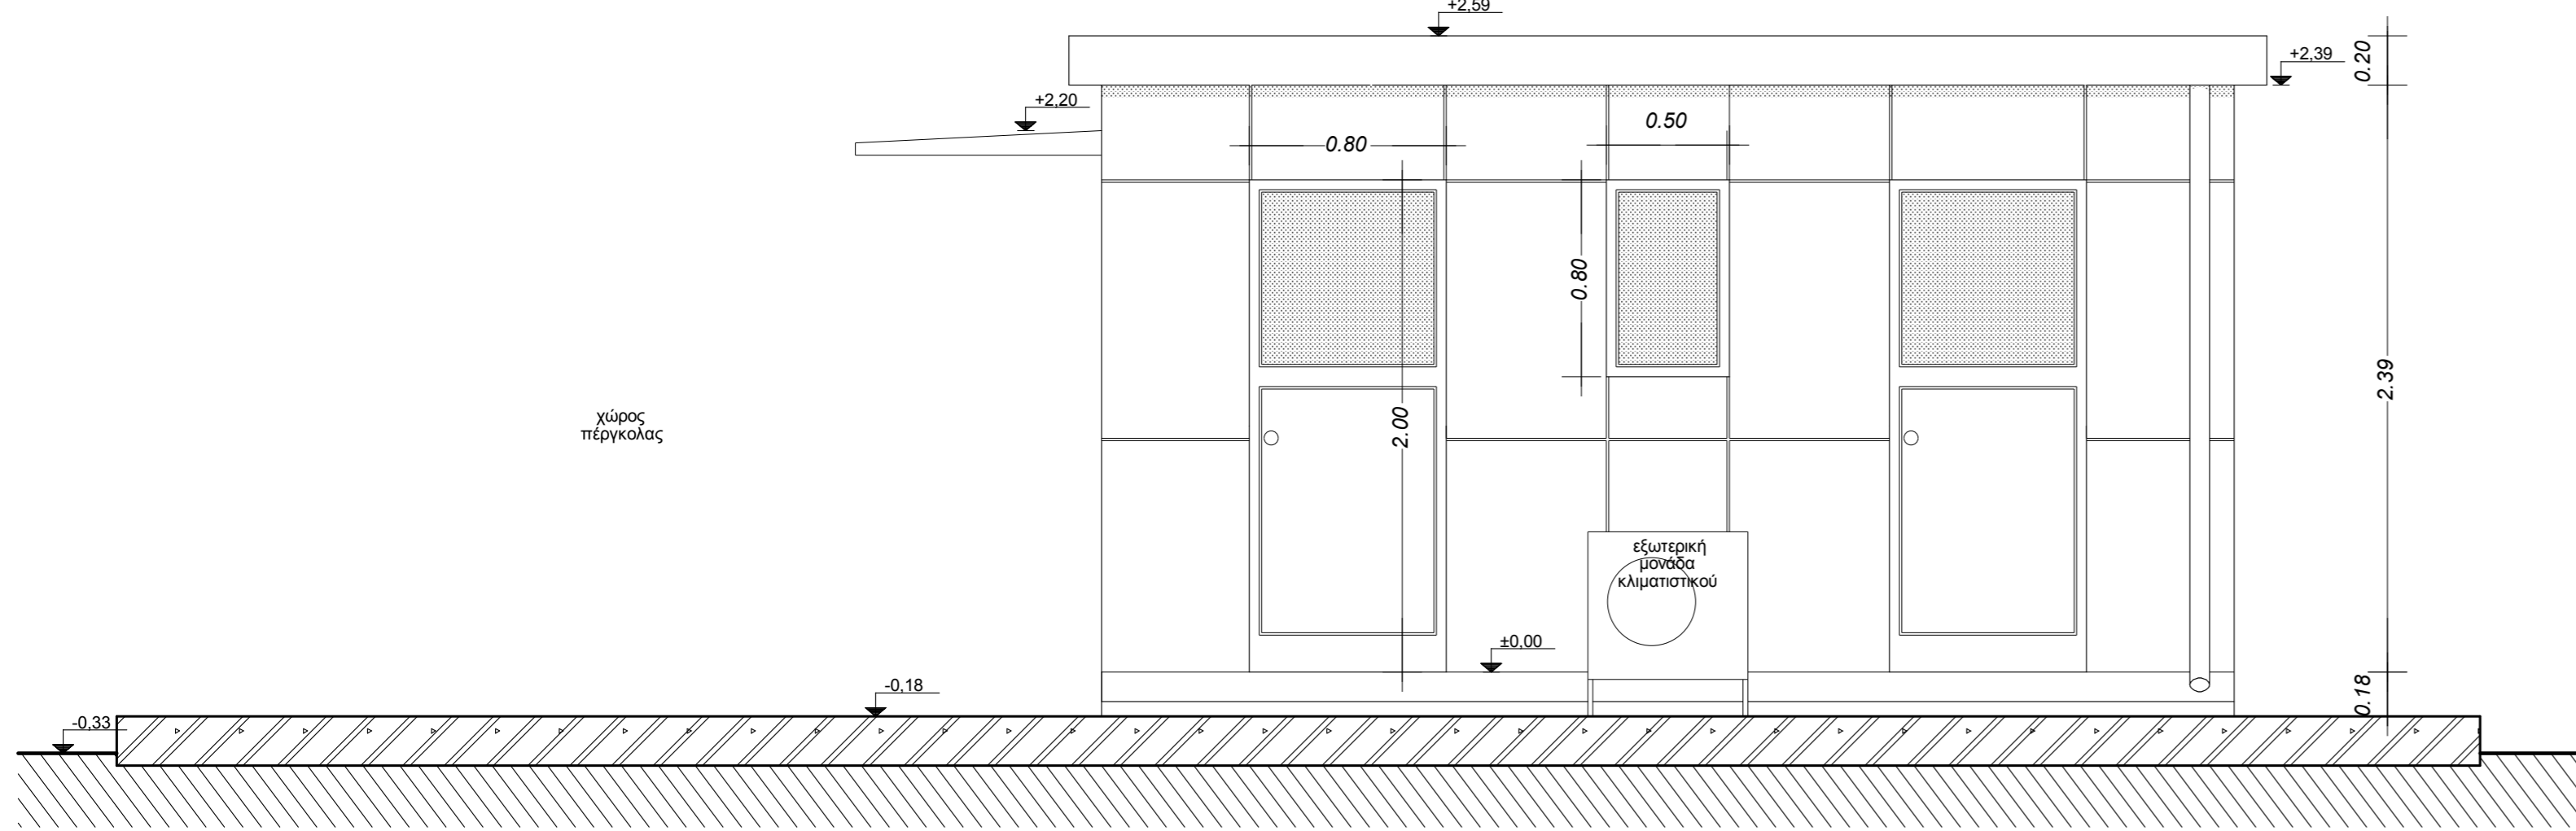 +2,59
+2,39
0.20
+2,20
0.80
0.50
0.80
2.00
2.39
χώρος
πέργκολας
εξωτερική
μονάδα
κλιματιστικού
±0,00
-0,18
0.18
-0,33